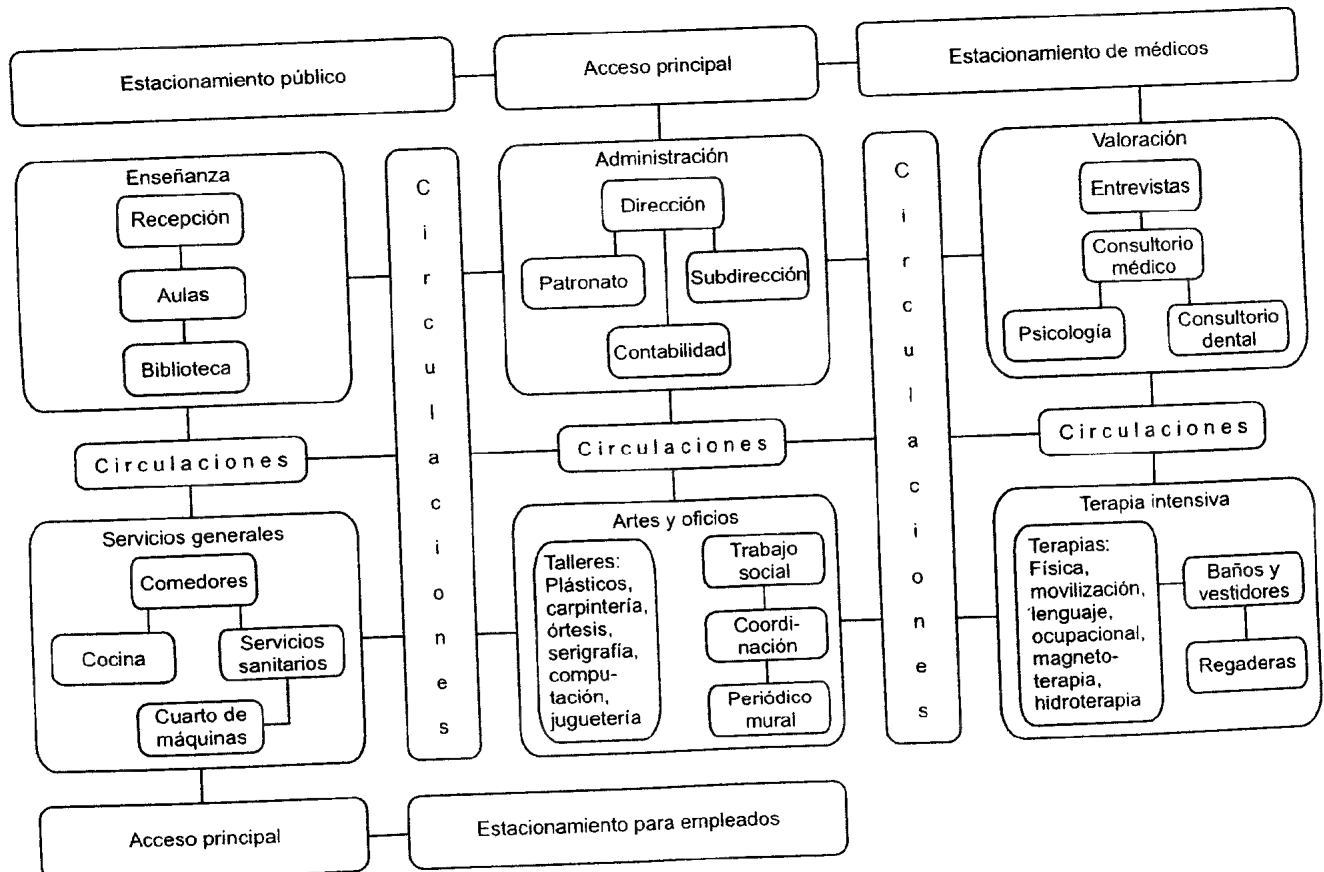 Estacionamiento público
Acceso principal
Estacionamiento de médicos
Enseñanza
Recepción
Aulas
Biblioteca
Circulaciones
Administración
Dirección
Patronato
Subdirección
Contabilidad
Circulaciones
Valoración
Entrevistas
Consultorio
médico
Psicología
Consultorio
dental
Circulaciones
Circulaciones
Circulaciones
Servicios generales
Comedores
Cocina
Servicios
sanitarios
Cuarto de
máquinas
Artes y oficios
Talleres:
Plásticos,
carpintería,
órtesis,
serigrafía,
compu-
tación,
juguetería
Trabajo
social
Coordi-
nación
Periódico
mural
Terapia intensiva
Terapias:
Física,
movilización,
lenguaje,
ocupacional,
magneto-
terapia,
hidroterapia
Baños y
vestidores
Regaderas
Acceso principal
Estacionamiento para empleados